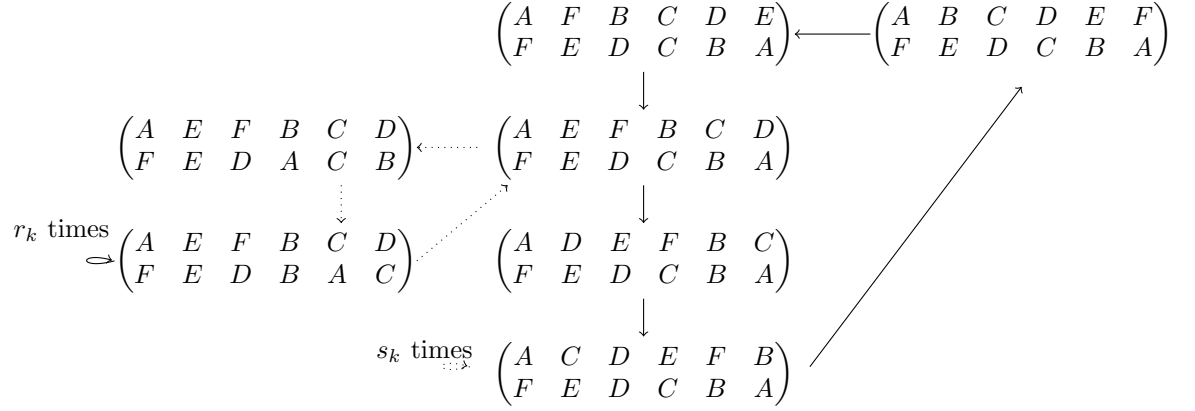 A F B C D E
F E D C B A
A B C D E F
F E D C B A
A E F B C D
F E D A C B
A E F B C D
F E D C B A
r_k times
A E F B C D
F E D B A C
A D E F B C
F E D C B A
s_k times
A C D E F B
F E D C B A